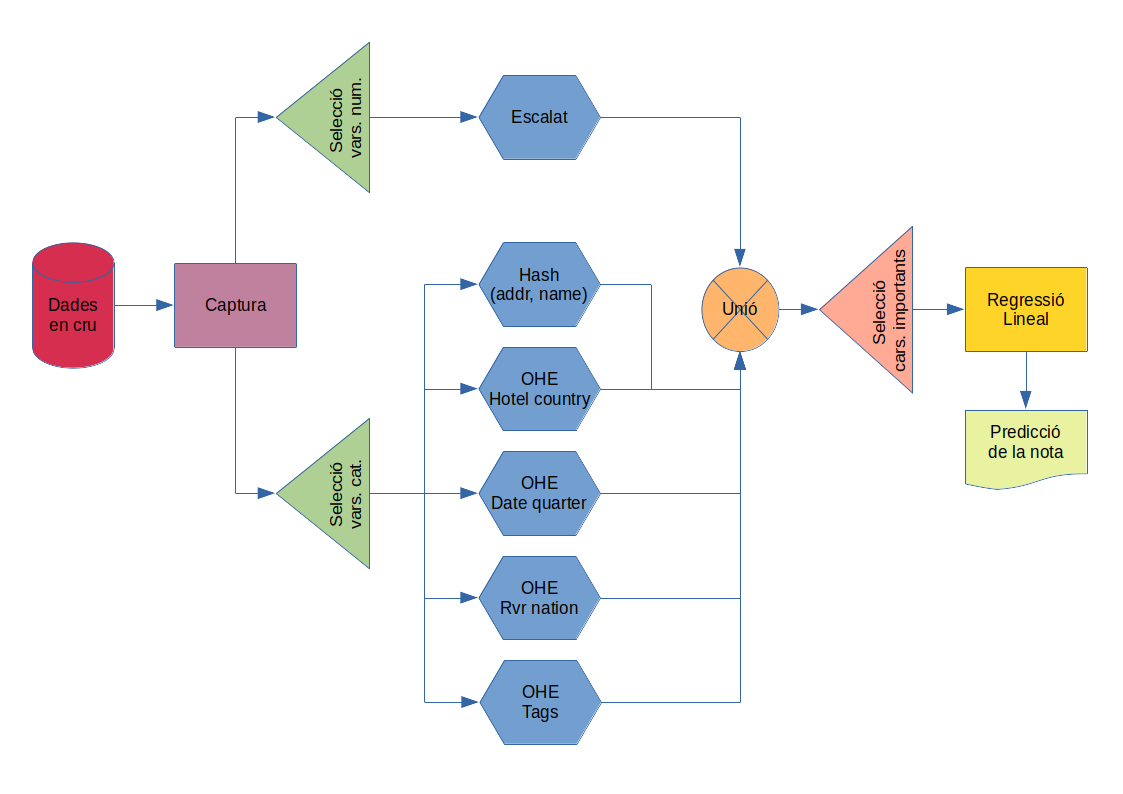 Selecció
vars. num.
Escalat
Dades
en cru
Captura
Hash
(addr, name)
Unió
Selecció
cars. importants
Regressió
Lineal
OHE
Hotel country
Predicció
de la nota
Selecció
vars. cat.
OHE
Date quarter
OHE
Rvr nation
OHE
Tags